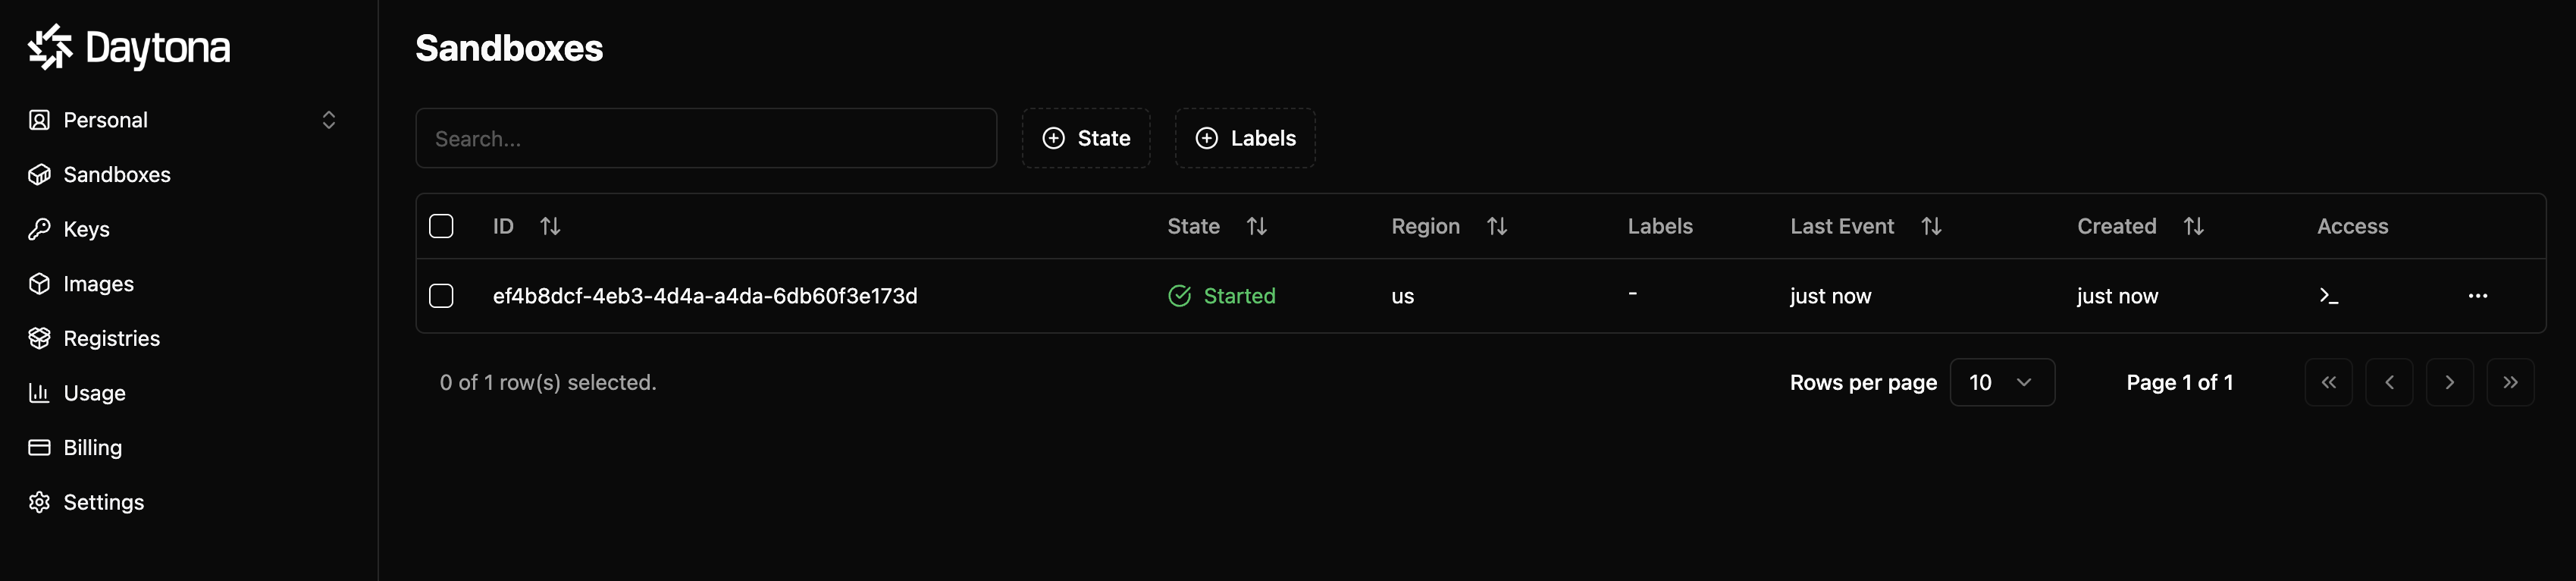 Daytona
Personal
Sandboxes
Keys
Images
Registries
Usage
Billing
Settings
Sandboxes
Search...
State
Labels
ID State Region Labels Last Event Created Access
ef4b8dcf-4eb3-4d4a-a4da-6db60f3e173d Started us - just now just now
0 of 1 row(s) selected. Rows per page 10 Page 1 of 1